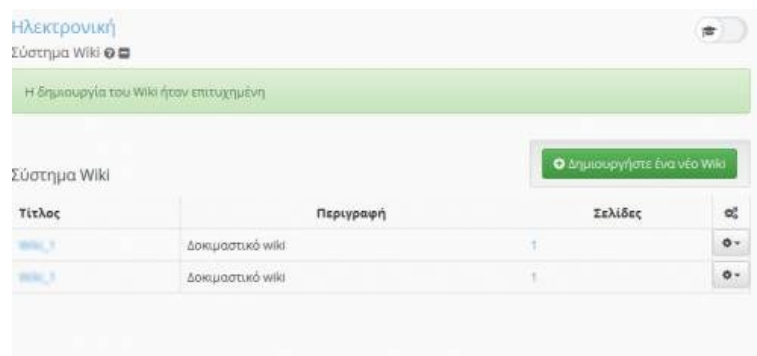 Ηλεκτρονική
Σύστημα Wiki
Η δημιουργία του Wiki ήταν επιτυχημένη
Δημιουργήστε ένα νέο Wiki
Σύστημα Wiki
Τίτλος Περιγραφή Σελίδες
Wiki_1 Δοκιμαστικό wiki 1
Wiki_1 Δοκιμαστικό wiki 1